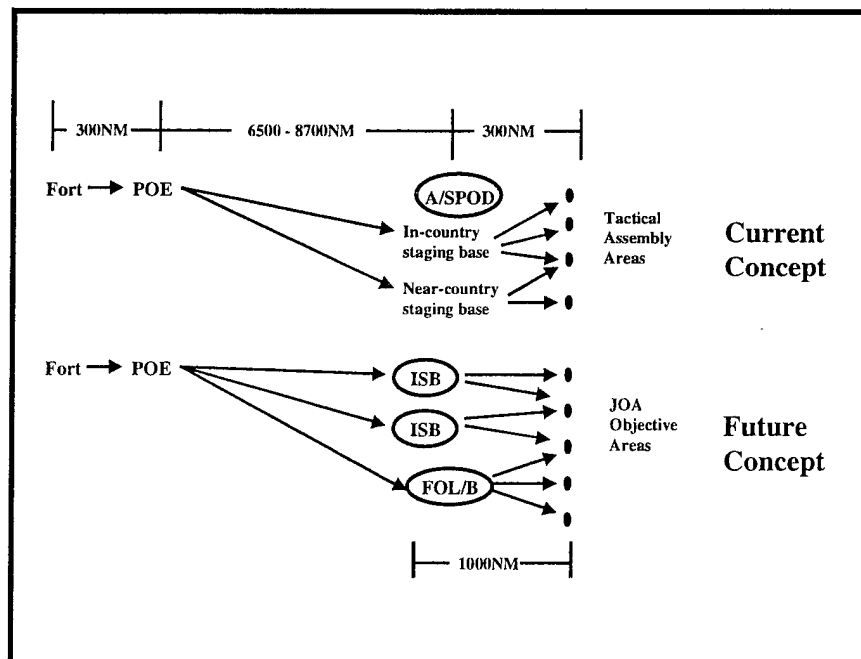 300NM 6500 - 8700NM 300NM
Fort POE
A/SPOD
In-country
staging base
Near-country
staging base
Tactical
Assembly
Areas
Current
Concept
Fort POE
ISB
ISB
FOL/B
JOA
Objective
Areas
Future
Concept
1000NM